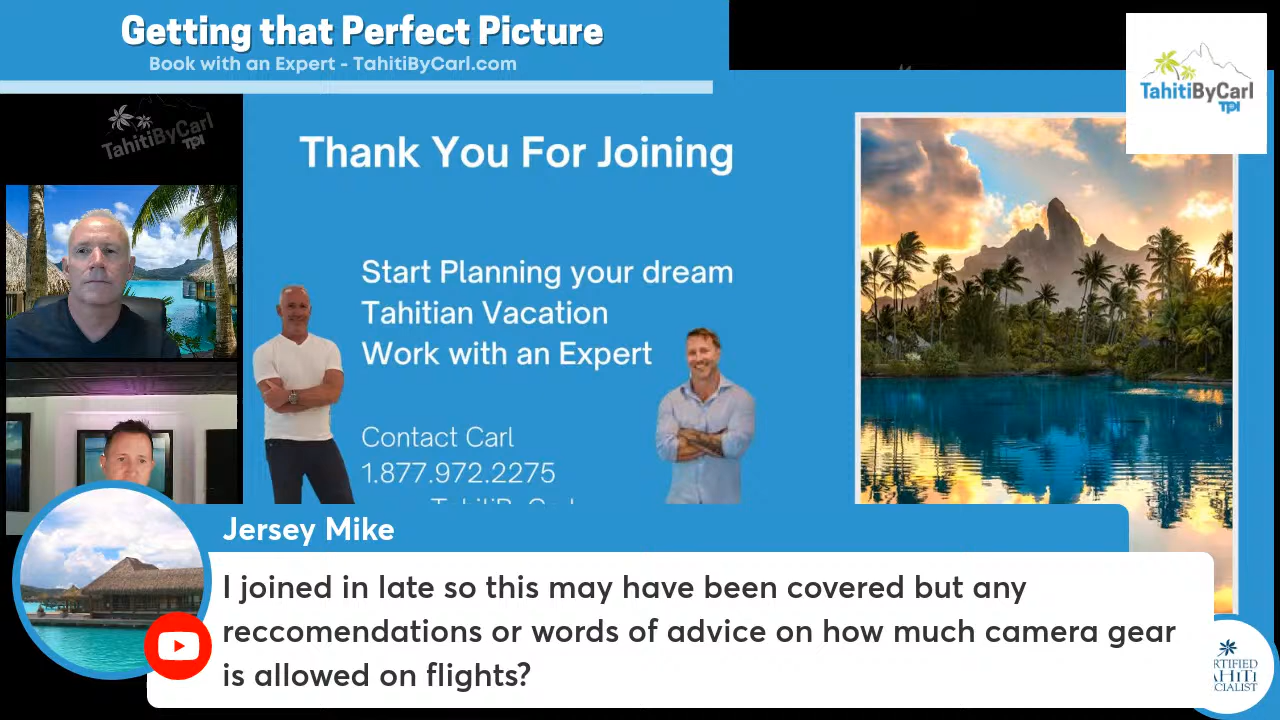 Getting that Perfect Picture
Book with an Expert - TahitiByCarl.com
TahitiByCarl
TPI
TahitiByCarl
TPI
Thank You For Joining
Start Planning your dream
Tahitian Vacation
Work with an Expert
Contact Carl
1.877.972.2275
Jersey Mike
I joined in late so this may have been covered but any
reccomendations or words of advice on how much camera gear
is allowed on flights?